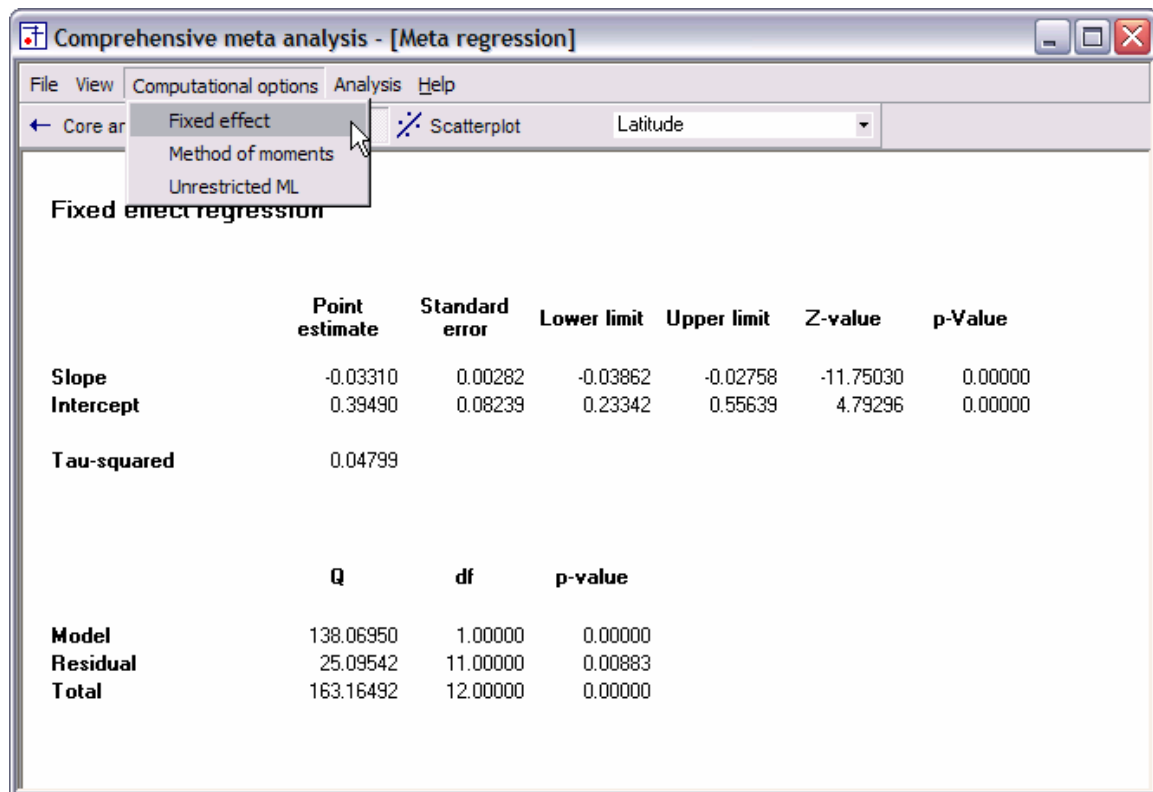 Comprehensive meta analysis - [Meta regression]
File View Computational options Analysis Help
← Core ar Scatterplot Latitude
Fixed effect
Method of moments
Unrestricted ML
Fixed effect regression
Point estimate Standard error Lower limit Upper limit Z-value p-Value
Slope -0.03310 0.00282 -0.03862 -0.02758 -11.75030 0.00000
Intercept 0.39490 0.08239 0.23342 0.55639 4.79296 0.00000
Tau-squared 0.04799
Q df p-value
Model 138.06950 1.00000 0.00000
Residual 25.09542 11.00000 0.00883
Total 163.16492 12.00000 0.00000